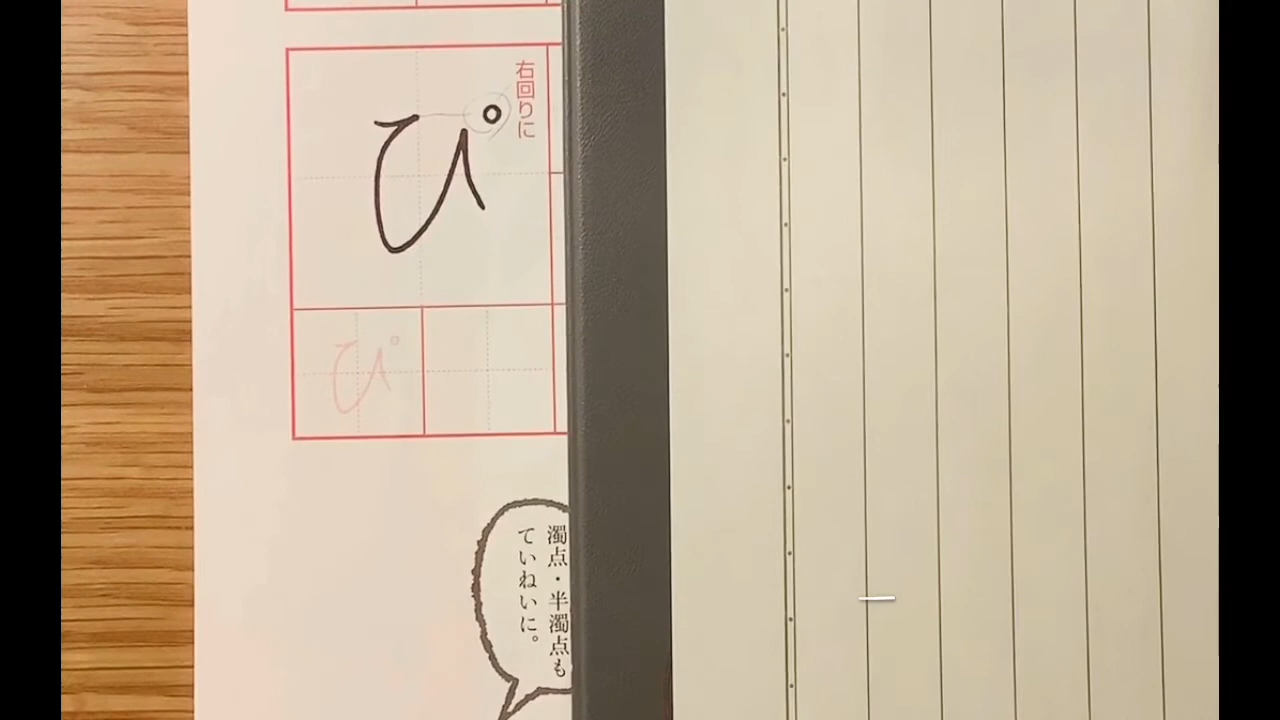 右回りに
ぴ
ぴ
濁点・半濁点も
ていねいに。